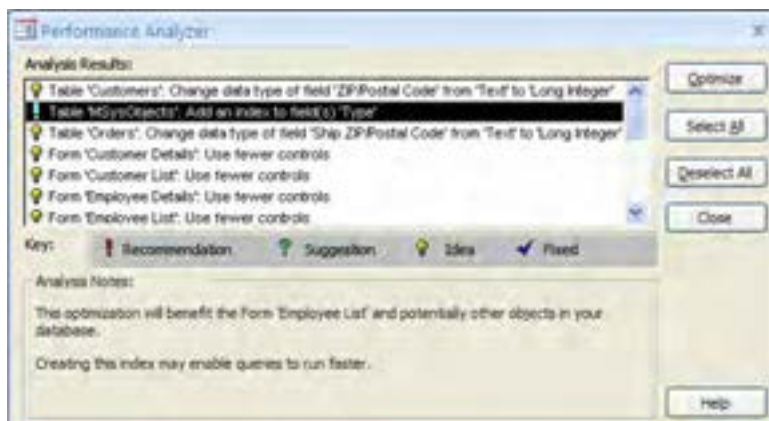 Performance Analyzer
Analysis Results:
Table 'Customers': Change data type of field 'ZIP/Postal Code' from 'Text' to 'Long Integer'
Table 'MSysObjects': Add an index to field(s) 'Type'
Table 'Orders': Change data type of field 'Ship ZIP/Postal Code' from 'Text' to 'Long Integer'
Form 'Customer Details': Use fewer controls
Form 'Customer List': Use fewer controls
Form 'Employee Details': Use fewer controls
Form 'Employee List': Use fewer controls
Optimize
Select All
Deselect All
Close
Key:
Recommendation
Suggestion
Idea
Fixed
Analysis Notes:
This optimization will benefit the Form 'Employee List' and potentially other objects in your
database.
Creating this index may enable queries to run faster.
Help